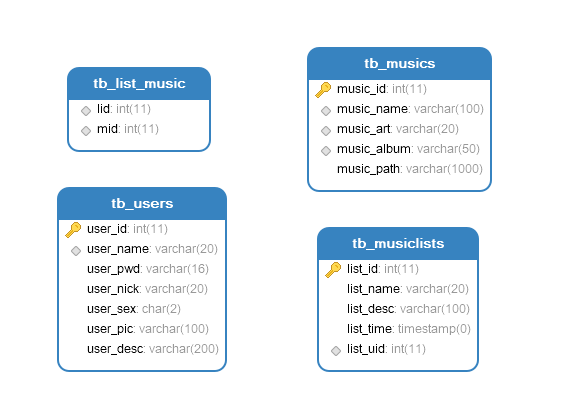 tb_list_music
lid: int(11)
mid: int(11)
tb_musics
music_id: int(11)
music_name: varchar(100)
music_art: varchar(20)
music_album: varchar(50)
music_path: varchar(1000)
tb_users
user_id: int(11)
user_name: varchar(20)
user_pwd: varchar(16)
user_nick: varchar(20)
user_sex: char(2)
user_pic: varchar(100)
user_desc: varchar(200)
tb_musiclists
list_id: int(11)
list_name: varchar(20)
list_desc: varchar(100)
list_time: timestamp(0)
list_uid: int(11)